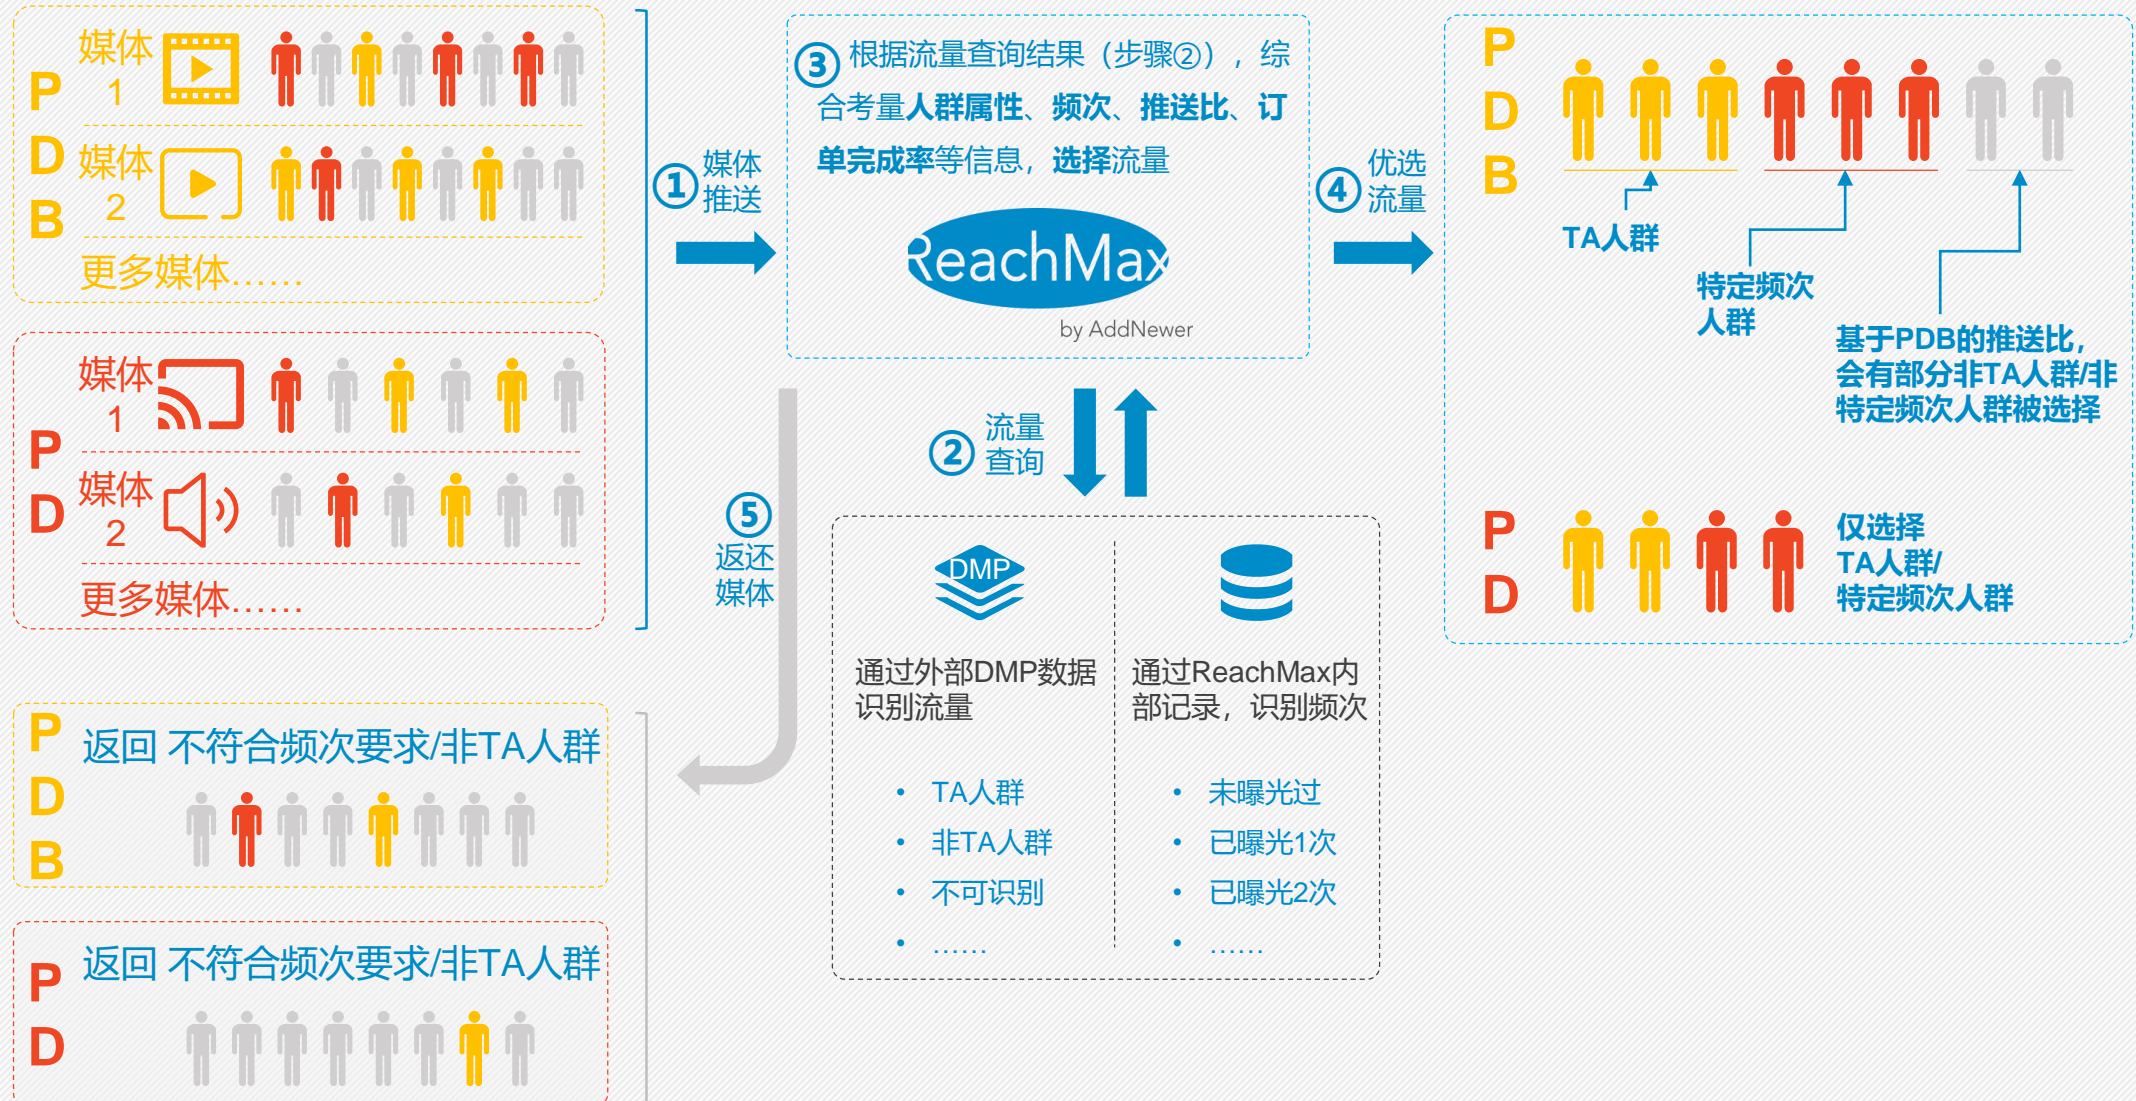 P
D
B
媒体
1
媒体
2
更多媒体……
P
D
媒体
1
媒体
2
更多媒体……
① 媒体
推送
③ 根据流量查询结果（步骤②），综
合考量人群属性、频次、推送比、订
单完成率等信息，选择流量
ReachMax
by AddNewer
② 流量
查询
DMP
通过外部DMP数据
识别流量
• TA人群
• 非TA人群
• 不可识别
• ……
通过ReachMax内
部记录，识别频次
• 未曝光过
• 已曝光1次
• 已曝光2次
• ……
④ 优选
流量
P
D
B
TA人群
特定频次
人群
基于PDB的推送比，
会有部分非TA人群/非
特定频次人群被选择
P
D
仅选择
TA人群/
特定频次人群
⑤
返还
媒体
P
D
B
返回 不符合频次要求/非TA人群
P
D
返回 不符合频次要求/非TA人群